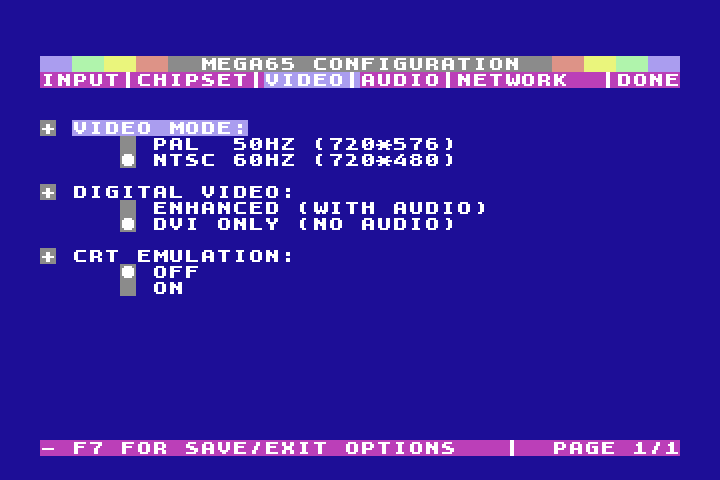 MEGA65 CONFIGURATION
INPUT|CHIPSET|VIDEO|AUDIO|NETWORK |DONE
+ VIDEO MODE:
PAL 50HZ (720*576)
NTSC 60HZ (720*480)
+ DIGITAL VIDEO:
ENHANCED (WITH AUDIO)
DVI ONLY (NO AUDIO)
+ CRT EMULATION:
OFF
ON
- F7 FOR SAVE/EXIT OPTIONS | PAGE 1/1